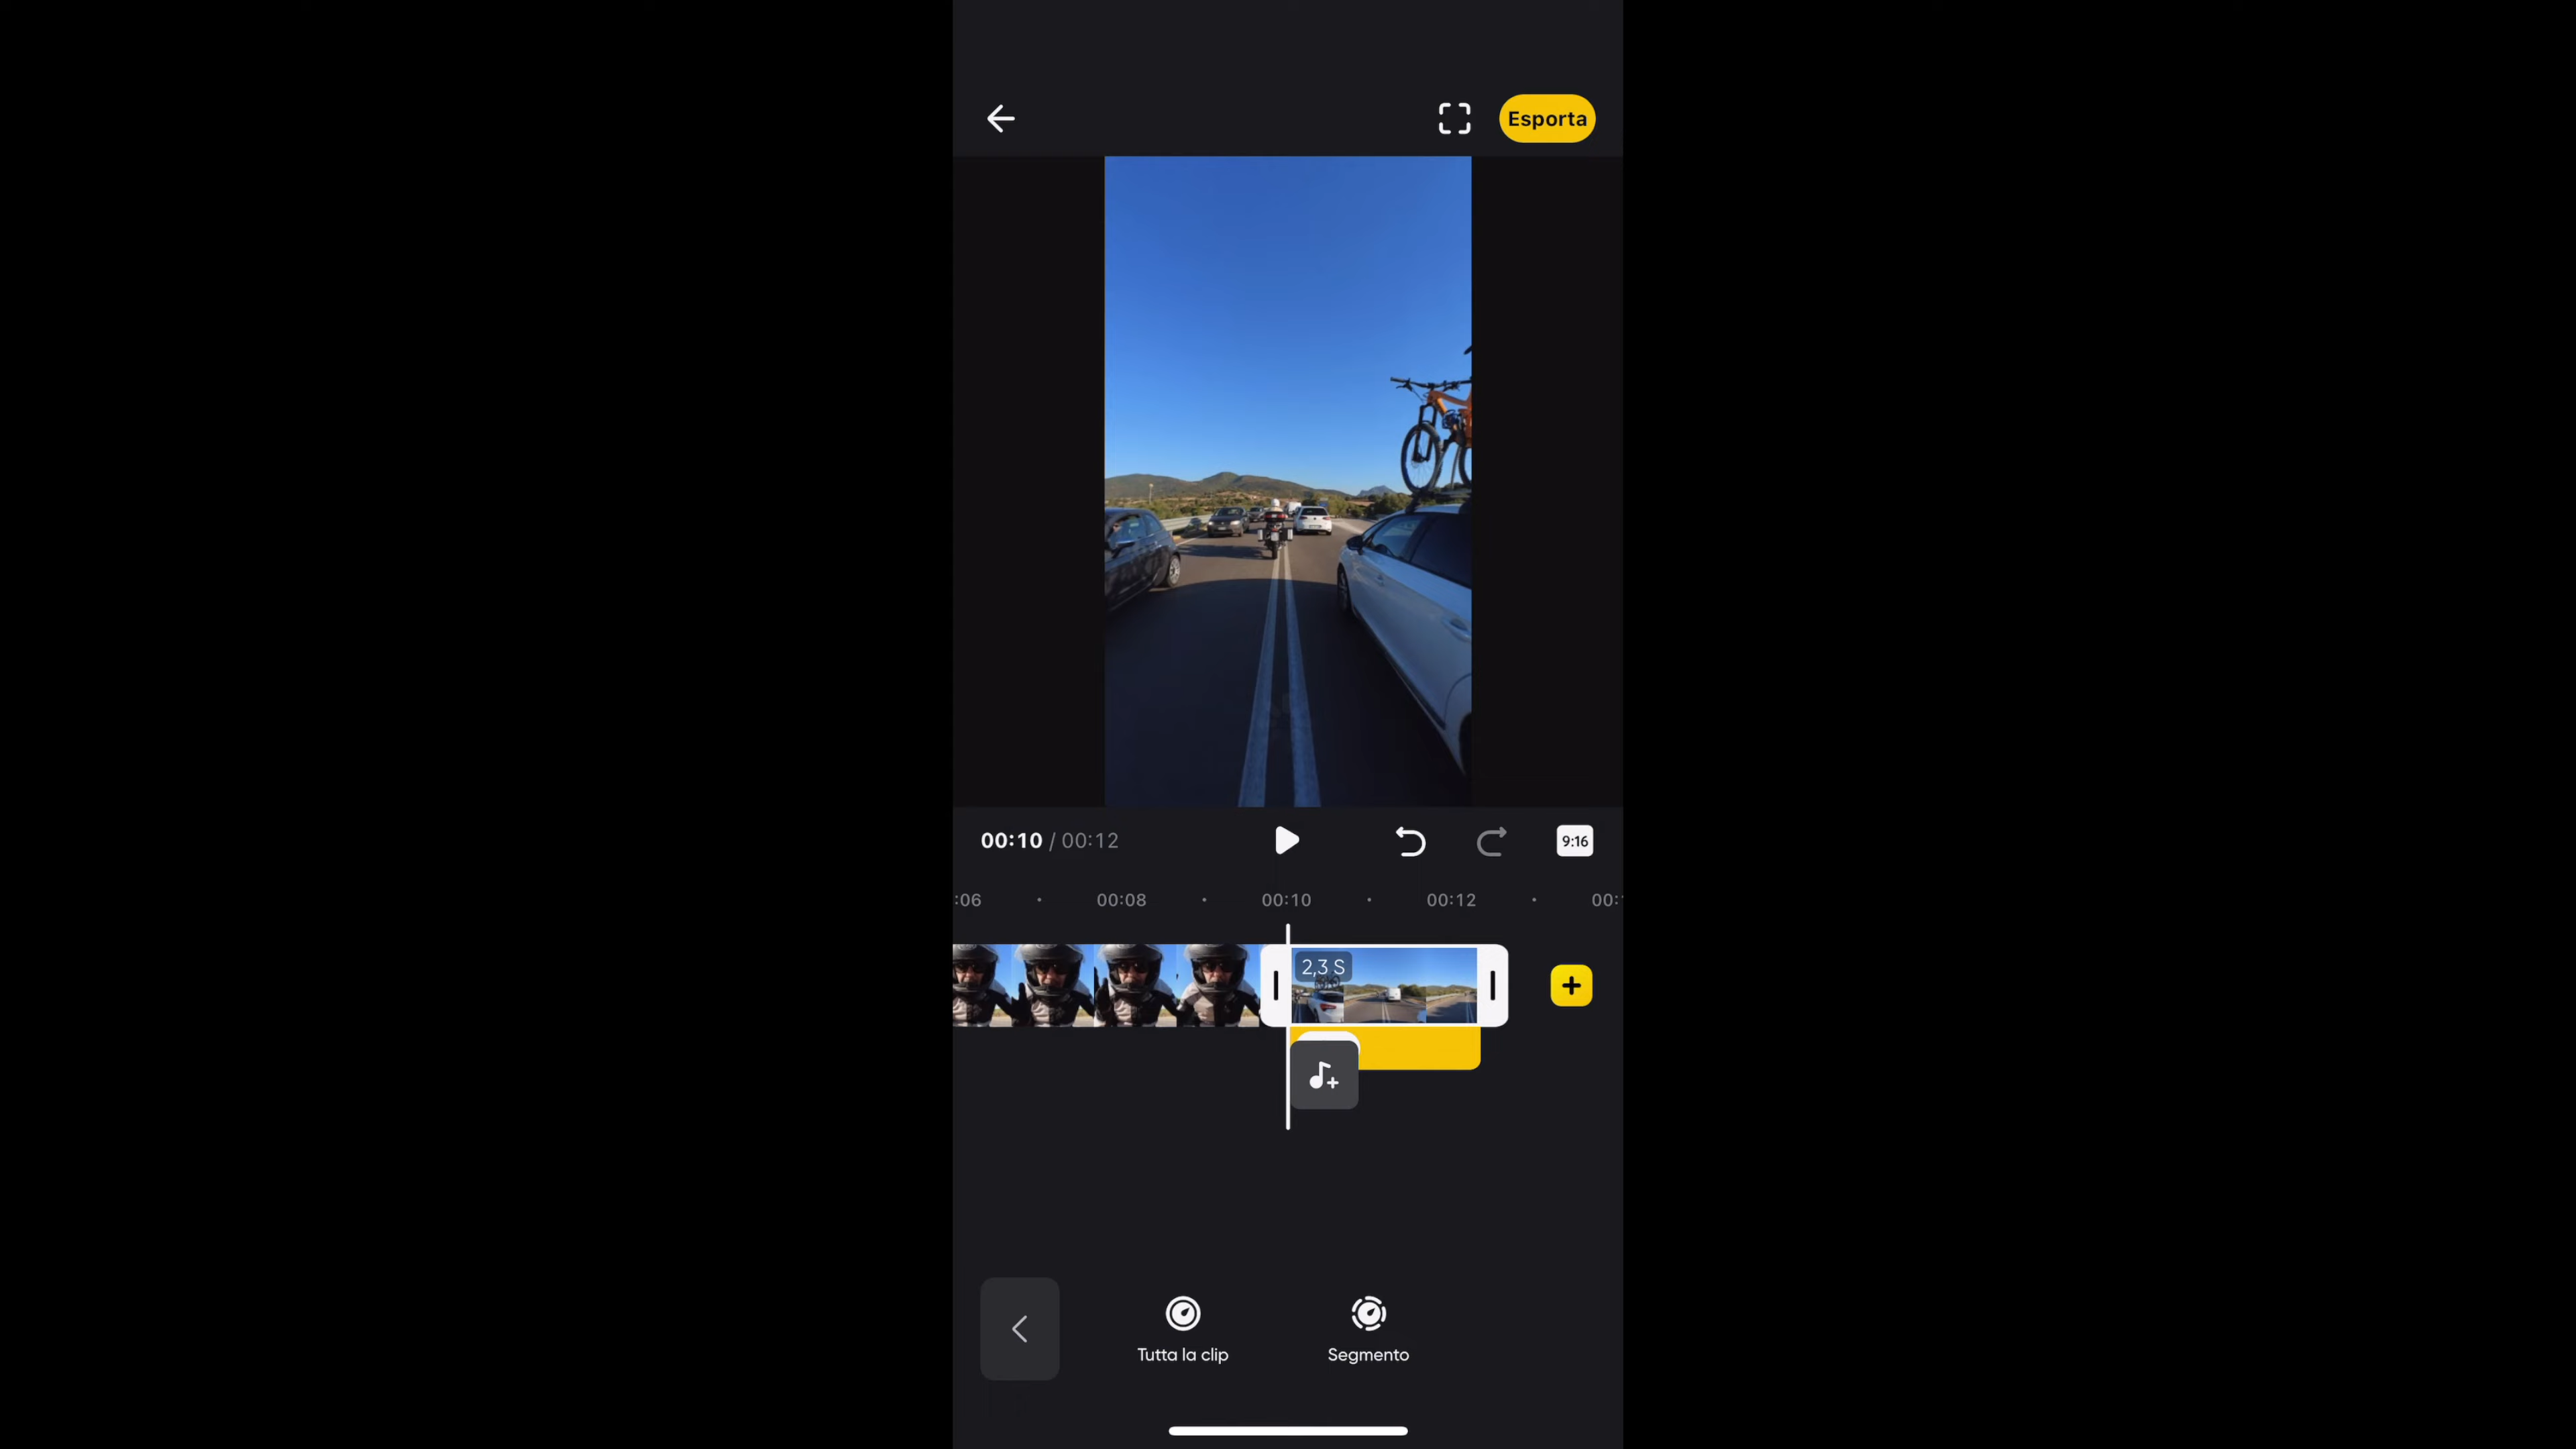 Esporta
00:10 / 00:12
9:16
:06 00:08 00:10 00:12 00:
2,3 S
Tutta la clip
Segmento